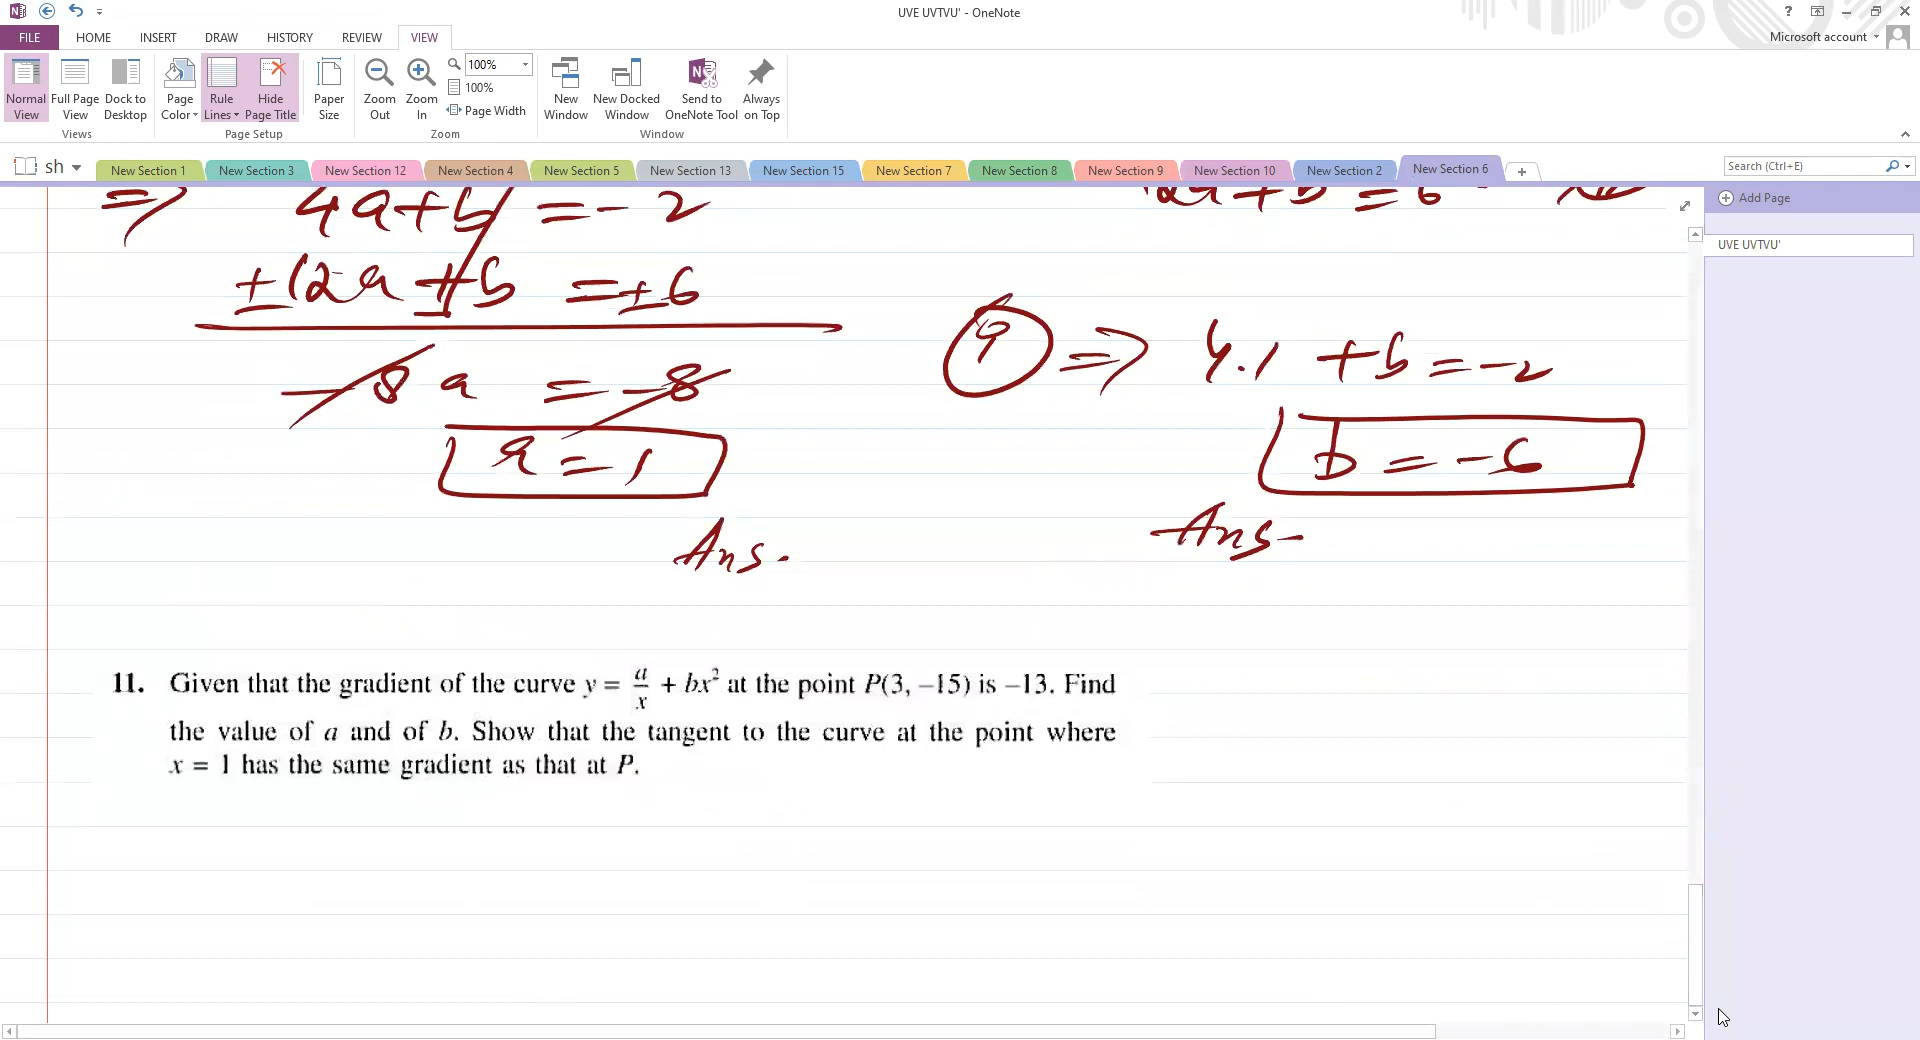 UVE UVTVU' - OneNote
Microsoft account
FILE HOME INSERT DRAW HISTORY REVIEW VIEW
Normal View
Full Page View
Dock to Desktop
Views
Page Color
Rule Lines
Hide Page Title
Paper Size
Page Setup
Zoom Out
Zoom In
100%
100%
Page Width
Zoom
New Window
New Docked Window
Send to OneNote Tool
Always on Top
Window
sh New Section 1 New Section 3 New Section 12 New Section 4 New Section 5 New Section 13 New Section 15 New Section 7 New Section 8 New Section 9 New Section 10 New Section 2 New Section 6
Search (Ctrl+E)
Add Page
UVE UVTVU'
⇒ 4a+b = -2
12a+b = 6
±12a ± b = ±6
-8a = -8
a = 1
Ans.
4 ⇒ 4.1 + b = -2
b = -6
Ans-
11. Given that the gradient of the curve y = a/x + bx² at the point P(3, –15) is –13. Find
the value of a and of b. Show that the tangent to the curve at the point where
x = 1 has the same gradient as that at P.